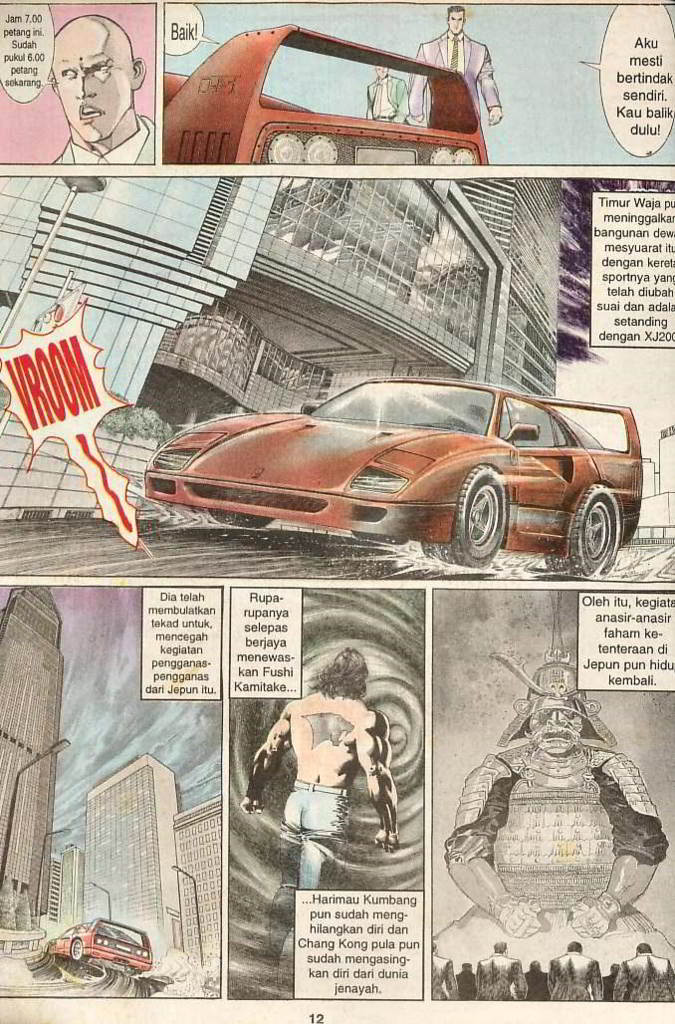 Jam 7.00
petang ini.
Sudah
pukul 6.00
petang
sekarang.
Baik!
Aku
mesti
bertindak
sendiri.
Kau balik
dulu!
Timur Waja pu
meninggalkan
bangunan dewa
mesyuarat itu
dengan kereta
sportnya yang
telah diubah
suai dan adala
setanding
dengan XJ200
VROOM
!
Dia telah
membulatkan
tekad untuk,
mencegah
kegiatan
pengganas-
pengganas
dari Jepun itu.
Rupa-
rupanya
selepas
berjaya
menewas-
kan Fushi
Kamitake...
...Harimau Kumbang
pun sudah meng-
hilangkan diri dan
Chang Kong pula pun
sudah mengasing-
kan diri dari dunia
jenayah.
Oleh itu, kegiata
anasir-anasir
faham ke-
tenteraan di
Jepun pun hidu
kembali.
12